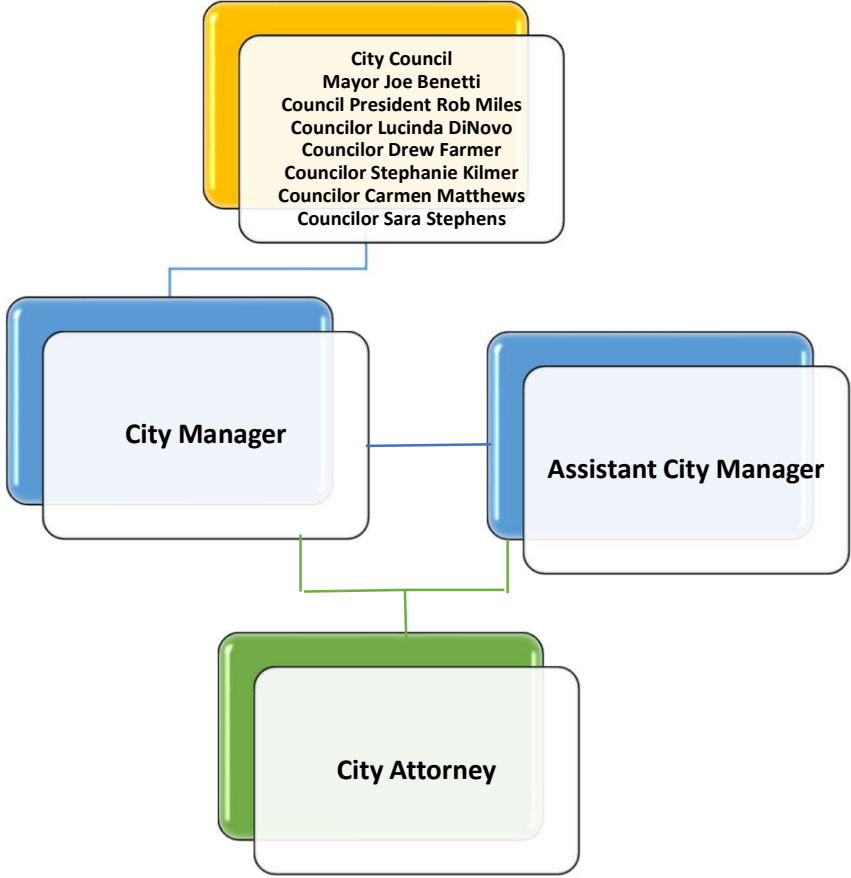 City Council
Mayor Joe Benetti
Council President Rob Miles
Councilor Lucinda DiNovo
Councilor Drew Farmer
Councilor Stephanie Kilmer
Councilor Carmen Matthews
Councilor Sara Stephens
City Manager
Assistant City Manager
City Attorney